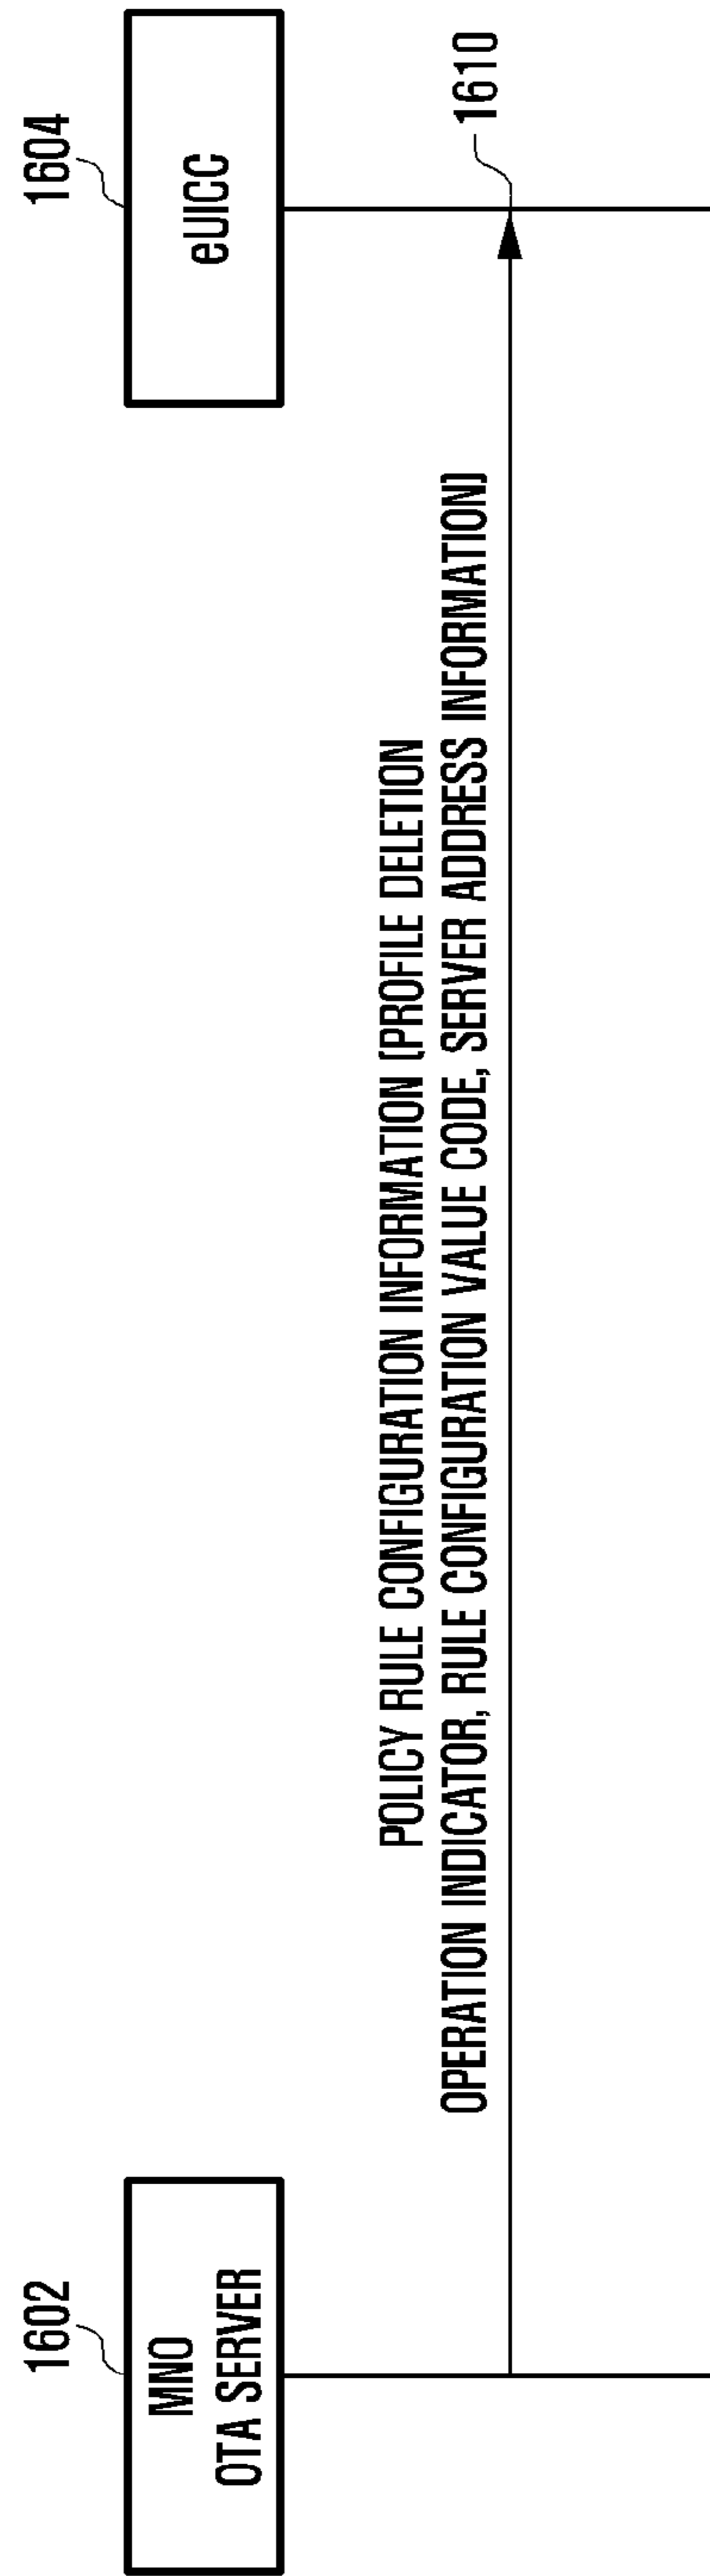 1602
MNO
OTA SERVER
1604
eUICC
POLICY RULE CONFIGURATION INFORMATION (PROFILE DELETION
OPERATION INDICATOR, RULE CONFIGURATION VALUE CODE, SERVER ADDRESS INFORMATION)
1610